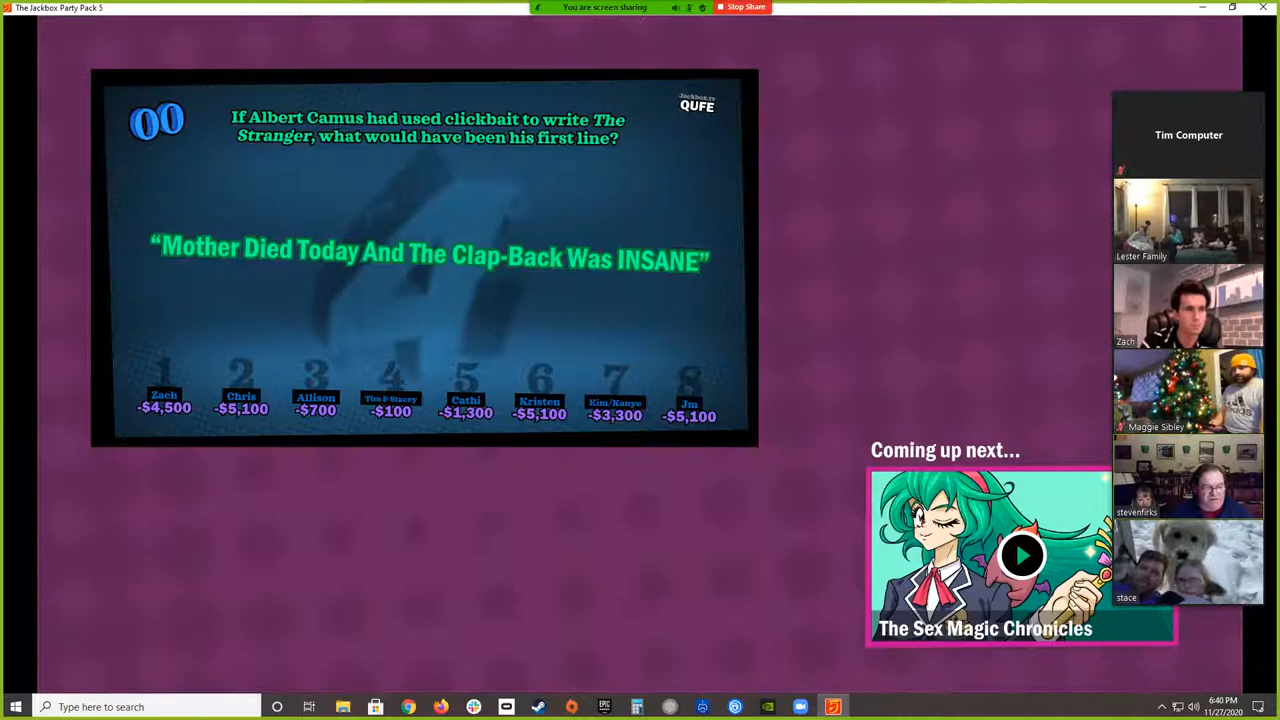 The Jackbox Party Pack 5
You are screen sharing
Stop Share
00
If Albert Camus had used clickbait to write The
Stranger, what would have been his first line?
Jackbox.tv
QUFE
“Mother Died Today And The Clap-Back Was INSANE”
1 2 3 4 5 6 7 8
Zach Chris Allison Tim & Stacey Cathi Kristen Kim/Kanye Jm
-$4,500 -$5,100 -$700 -$100 -$1,300 -$5,100 -$3,300 -$5,100
Tim Computer
Lester Family
Zach
Maggie Sibley
stevenfirks
stace
Coming up next...
The Sex Magic Chronicles
Type here to search
6:40 PM
11/27/2020